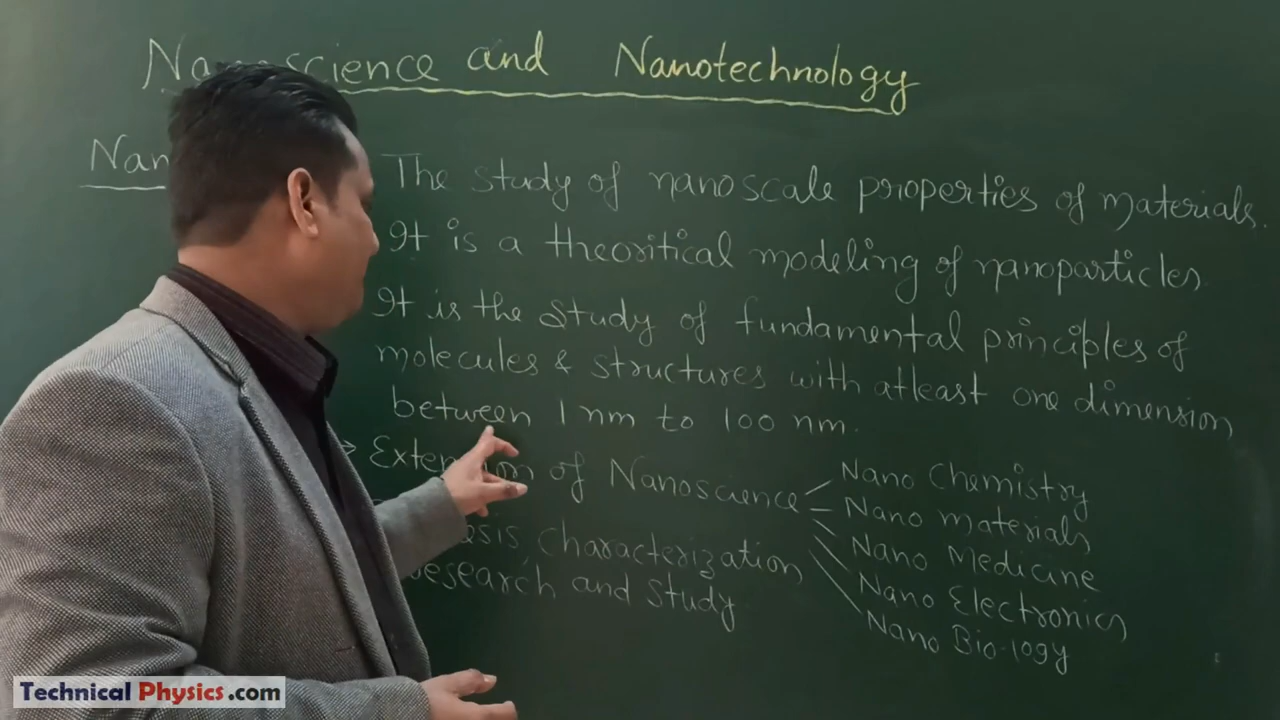 Nanoscience and Nanotechnology
Nan
The study of nanoscale properties of materials.
It is a theoritical modeling of nanoparticles
It is the study of fundamental principles of
molecules & structures with atleast one dimension
between 1 nm to 100 nm.
→ Extension of Nanoscience
Nano Chemistry
Nano materials
Nano Medicine
Nano Electronics
Nano Bio-logy
characterization
research and study
Technical Physics.com